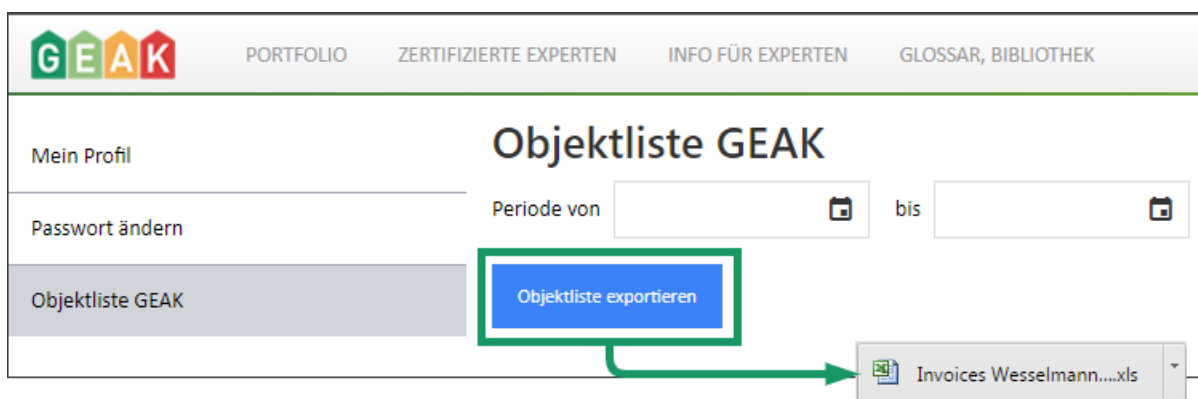 GEAK PORTFOLIO ZERTIFIZIERTE EXPERTEN INFO FÜR EXPERTEN GLOSSAR, BIBLIOTHEK
Mein Profil
Passwort ändern
Objektliste GEAK
Objektliste GEAK
Periode von bis
Objektliste exportieren
Invoices Wesselmann....xls